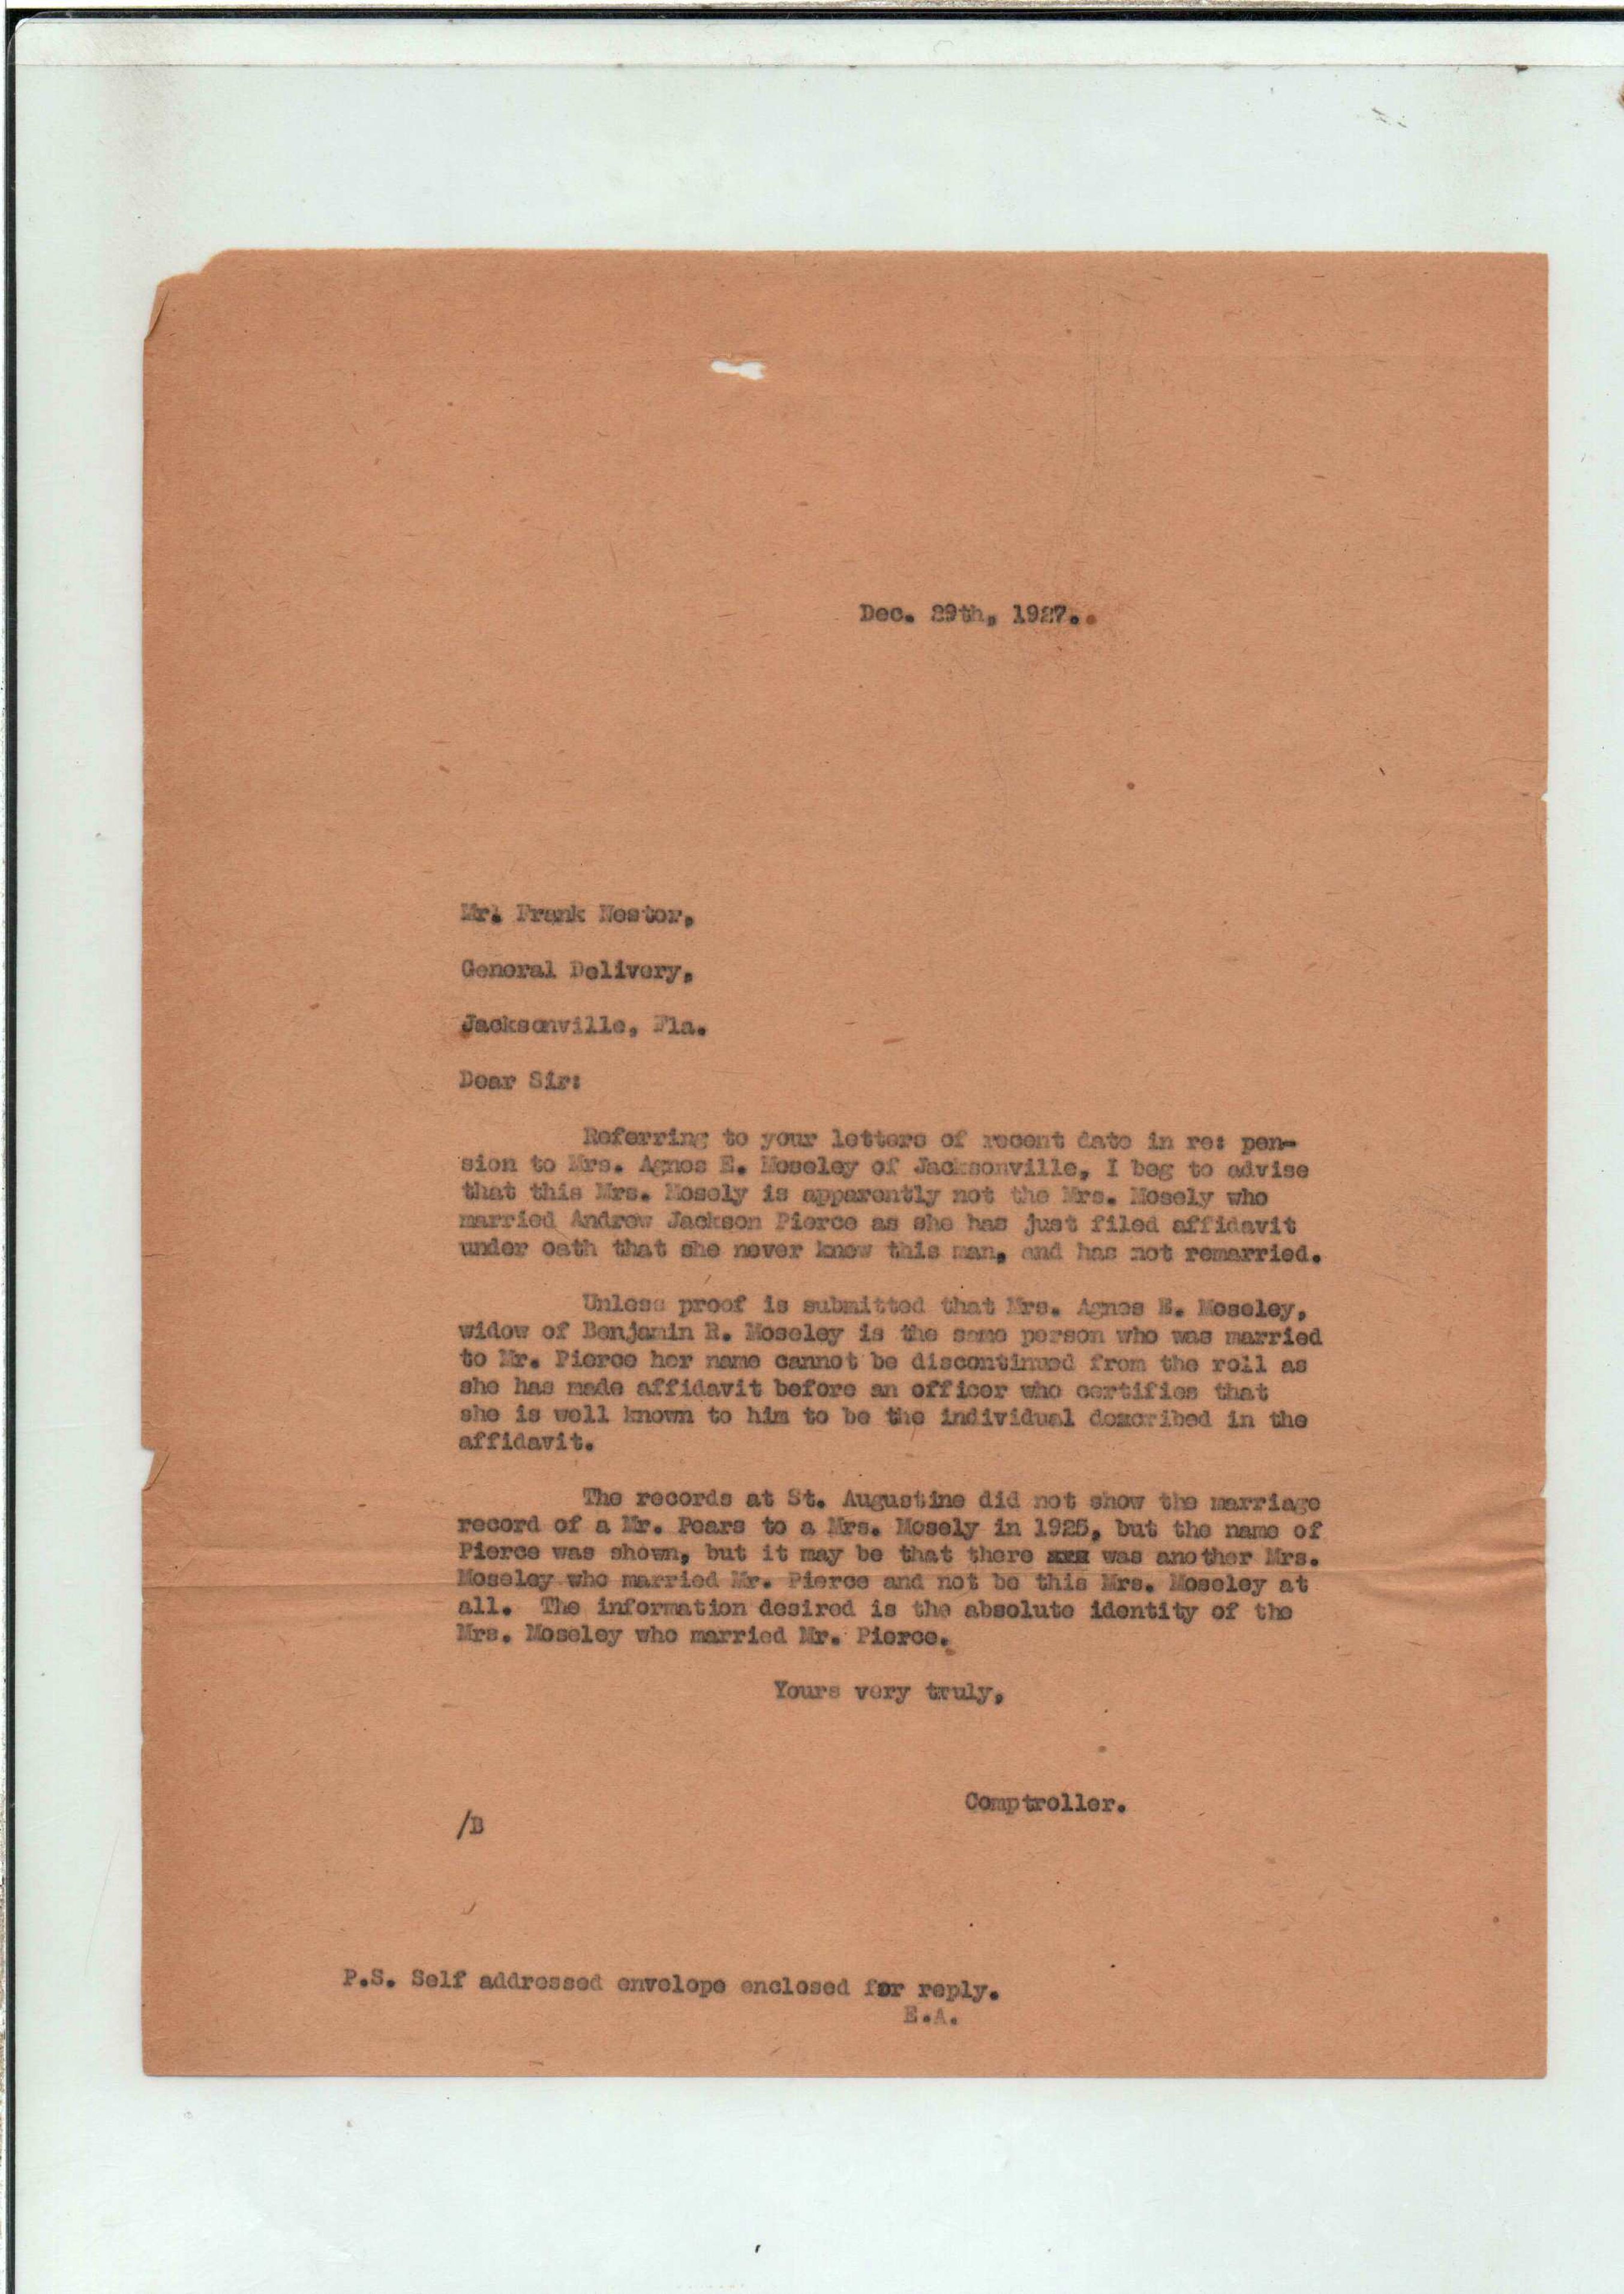 Dec. 29th, 1927..
Mr. Frank Nestor,
General Delivery,
Jacksonville, Fla.
Dear Sir:
Referring to your letters of recent date in re: pen-
sion to Mrs. Agnes E. Moseley of Jacksonville, I beg to advise
that this Mrs. Mosely is apparently not the Mrs. Mosely who
married Andrew Jackson Pierce as she has just filed affidavit
under oath that she never knew this man, and has not remarried.
Unless proof is submitted that Mrs. Agnes E. Moseley,
widow of Benjamin R. Moseley is the same person who was married
to Mr. Pierce her name cannot be discontinued from the roll as
she has made affidavit before an officer who certifies that
she is well known to him to be the individual described in the
affidavit.
The records at St. Augustine did not show the marriage
record of a Mr. Pears to a Mrs. Mosely in 1925, but the name of
Pierce was shown, but it may be that there was another Mrs.
Moseley who married Mr. Pierce and not be this Mrs. Moseley at
all. The information desired is the absolute identity of the
Mrs. Moseley who married Mr. Pierce.
Yours very truly,
Comptroller.
/B
P.S. Self addressed envelope enclosed for reply.
E.A.